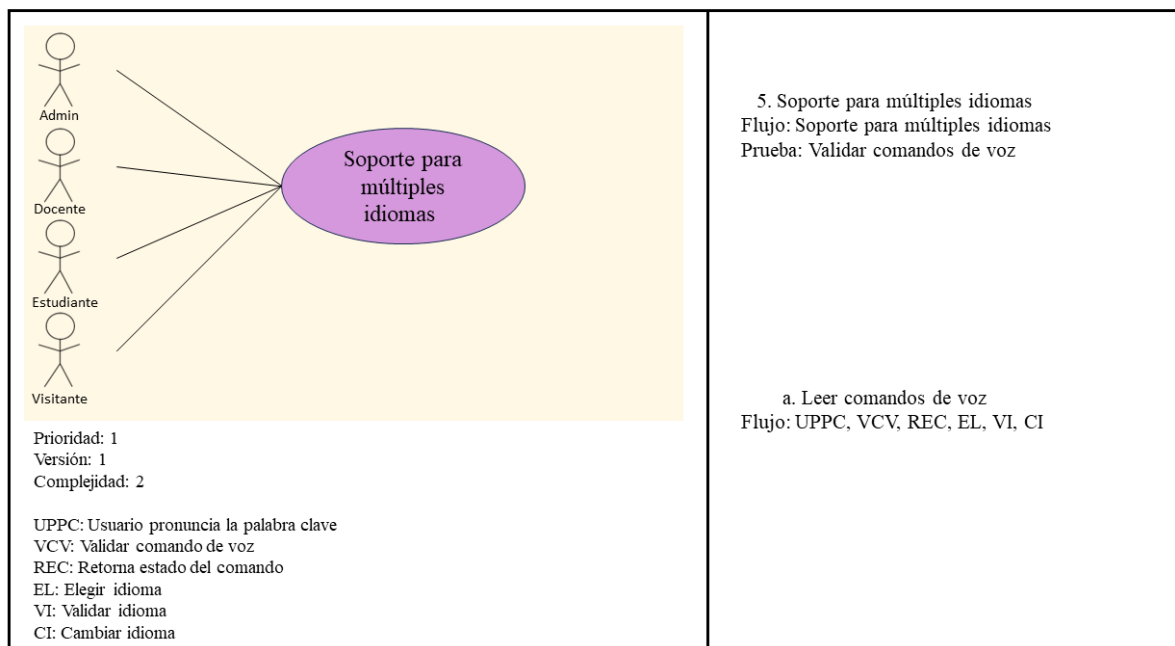 Admin
Docente
Estudiante
Visitante
Soporte para
múltiples
idiomas
Prioridad: 1
Versión: 1
Complejidad: 2
UPPC: Usuario pronuncia la palabra clave
VCV: Validar comando de voz
REC: Retorna estado del comando
EL: Elegir idioma
VI: Validar idioma
CI: Cambiar idioma
5. Soporte para múltiples idiomas
Flujo: Soporte para múltiples idiomas
Prueba: Validar comandos de voz
a. Leer comandos de voz
Flujo: UPPC, VCV, REC, EL, VI, CI